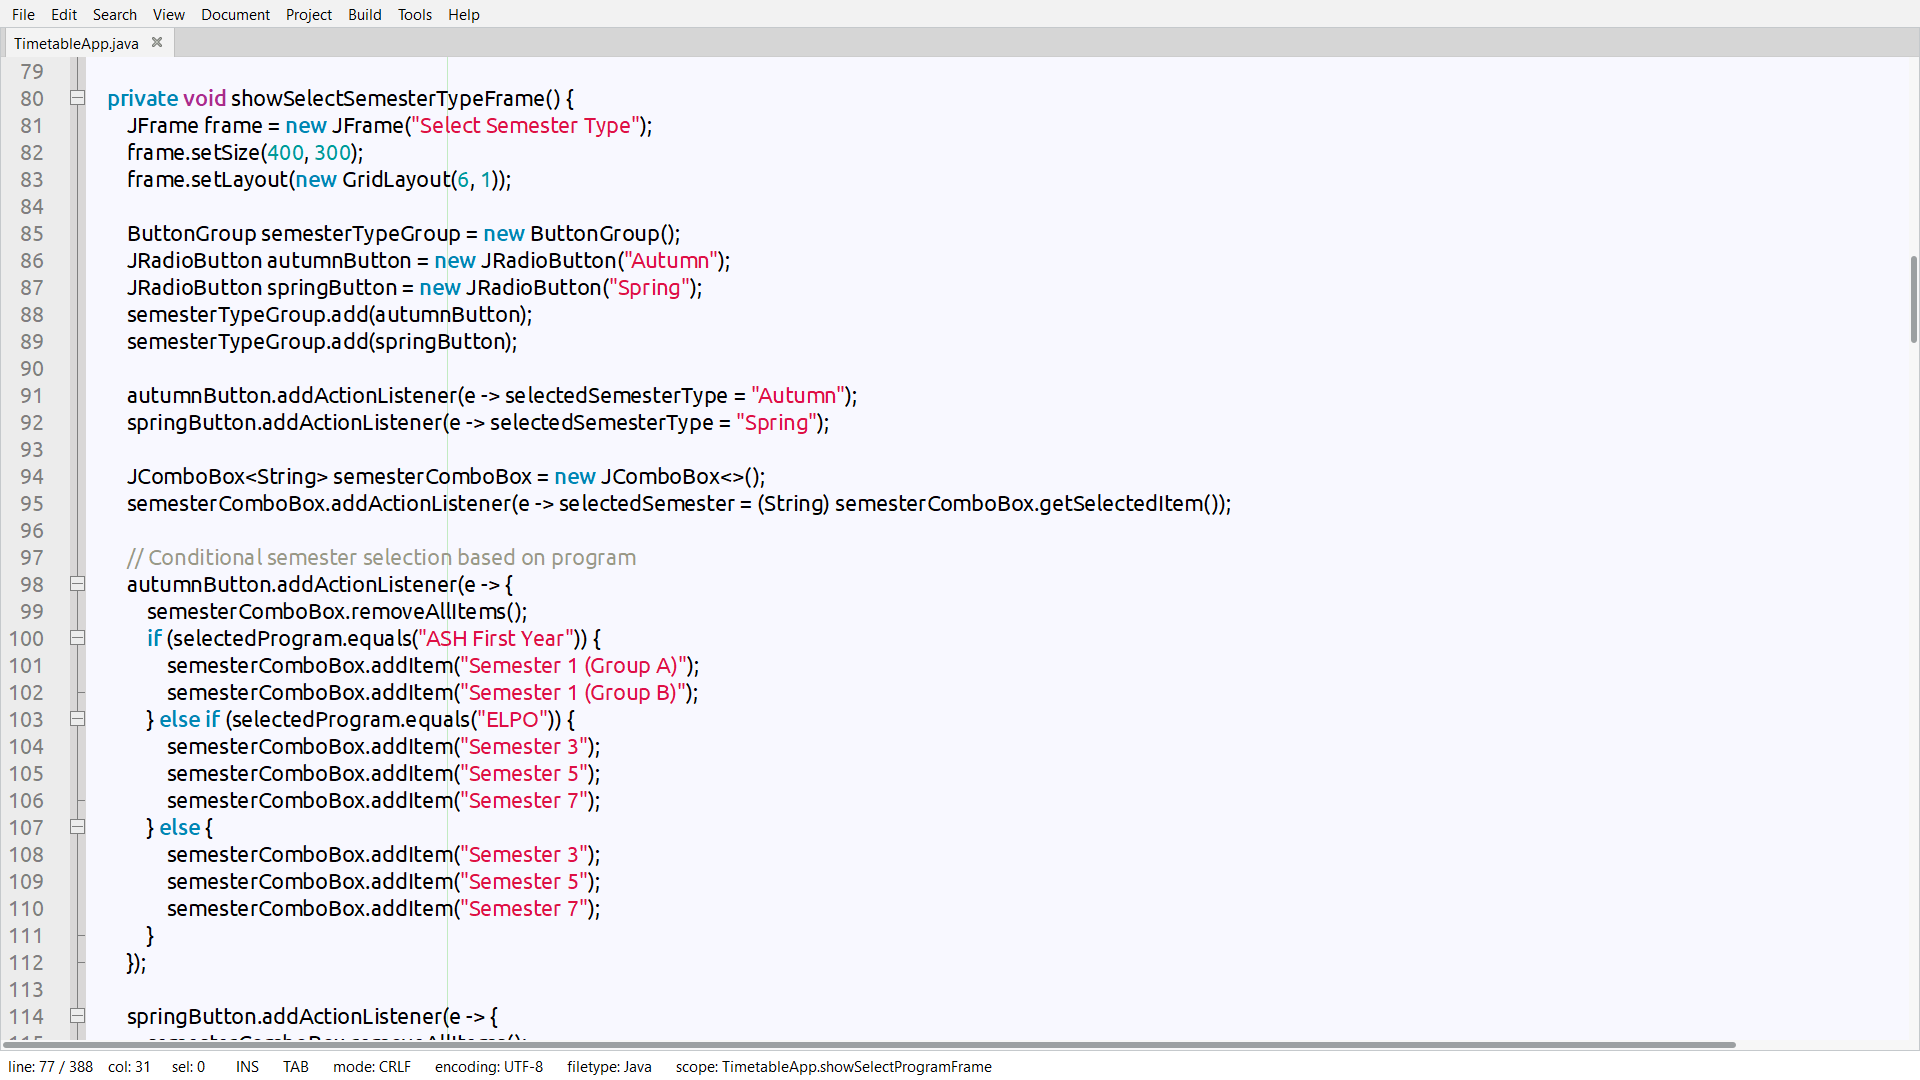 File Edit Search View Document Project Build Tools Help
TimetableApp.java
79
80 private void showSelectSemesterTypeFrame() {
81 JFrame frame = new JFrame("Select Semester Type");
82 frame.setSize(400, 300);
83 frame.setLayout(new GridLayout(6, 1));
84
85 ButtonGroup semesterTypeGroup = new ButtonGroup();
86 JRadioButton autumnButton = new JRadioButton("Autumn");
87 JRadioButton springButton = new JRadioButton("Spring");
88 semesterTypeGroup.add(autumnButton);
89 semesterTypeGroup.add(springButton);
90
91 autumnButton.addActionListener(e -> selectedSemesterType = "Autumn");
92 springButton.addActionListener(e -> selectedSemesterType = "Spring");
93
94 JComboBox<String> semesterComboBox = new JComboBox<>();
95 semesterComboBox.addActionListener(e -> selectedSemester = (String) semesterComboBox.getSelectedItem());
96
97 // Conditional semester selection based on program
98 autumnButton.addActionListener(e -> {
99 semesterComboBox.removeAllItems();
100 if (selectedProgram.equals("ASH First Year")) {
101 semesterComboBox.addItem("Semester 1 (Group A)");
102 semesterComboBox.addItem("Semester 1 (Group B)");
103 } else if (selectedProgram.equals("ELPO")) {
104 semesterComboBox.addItem("Semester 3");
105 semesterComboBox.addItem("Semester 5");
106 semesterComboBox.addItem("Semester 7");
107 } else {
108 semesterComboBox.addItem("Semester 3");
109 semesterComboBox.addItem("Semester 5");
110 semesterComboBox.addItem("Semester 7");
111 }
112 });
113
114 springButton.addActionListener(e -> {
115 semesterComboBox.removeAllItems();
line: 77 / 388 col: 31 sel: 0 INS TAB mode: CRLF encoding: UTF-8 filetype: Java scope: TimetableApp.showSelectProgramFrame